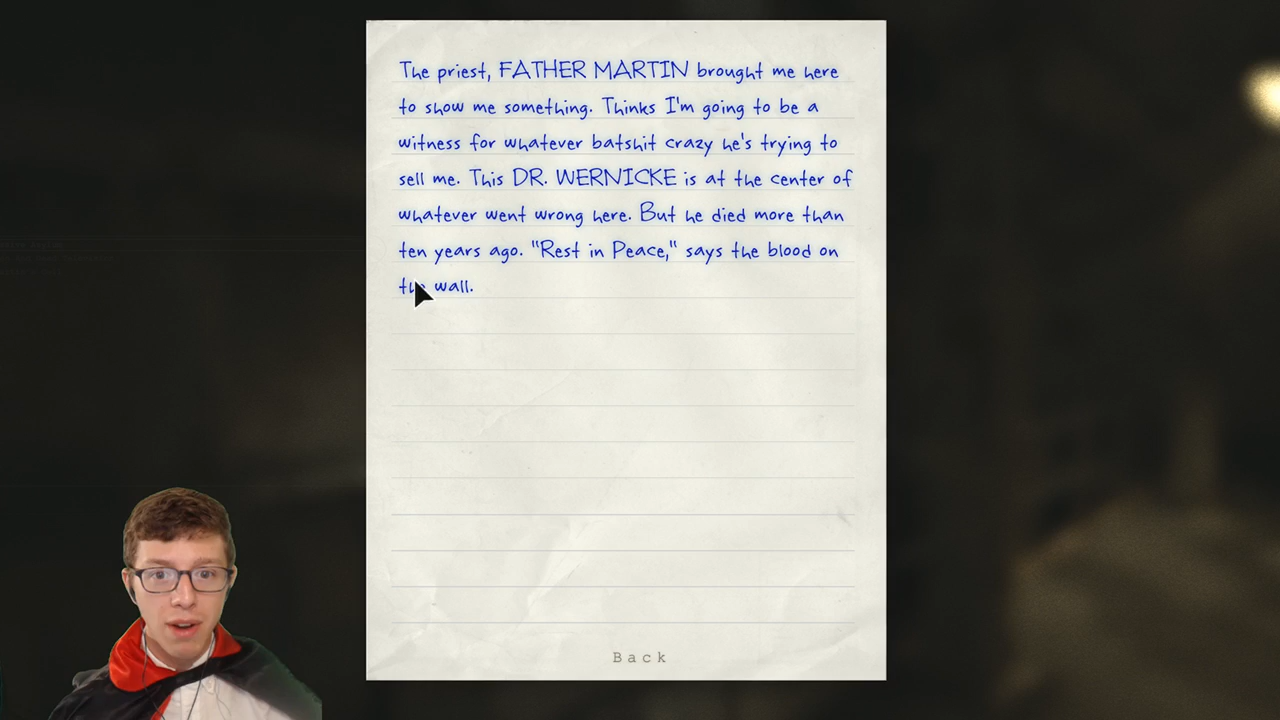 The priest, FATHER MARTIN brought me here
to show me something. Thinks I'm going to be a
witness for whatever batshit crazy he's trying to
sell me. This DR. WERNICKE is at the center of
whatever went wrong here. But he died more than
ten years ago. "Rest in Peace," says the blood on
the wall.
Back